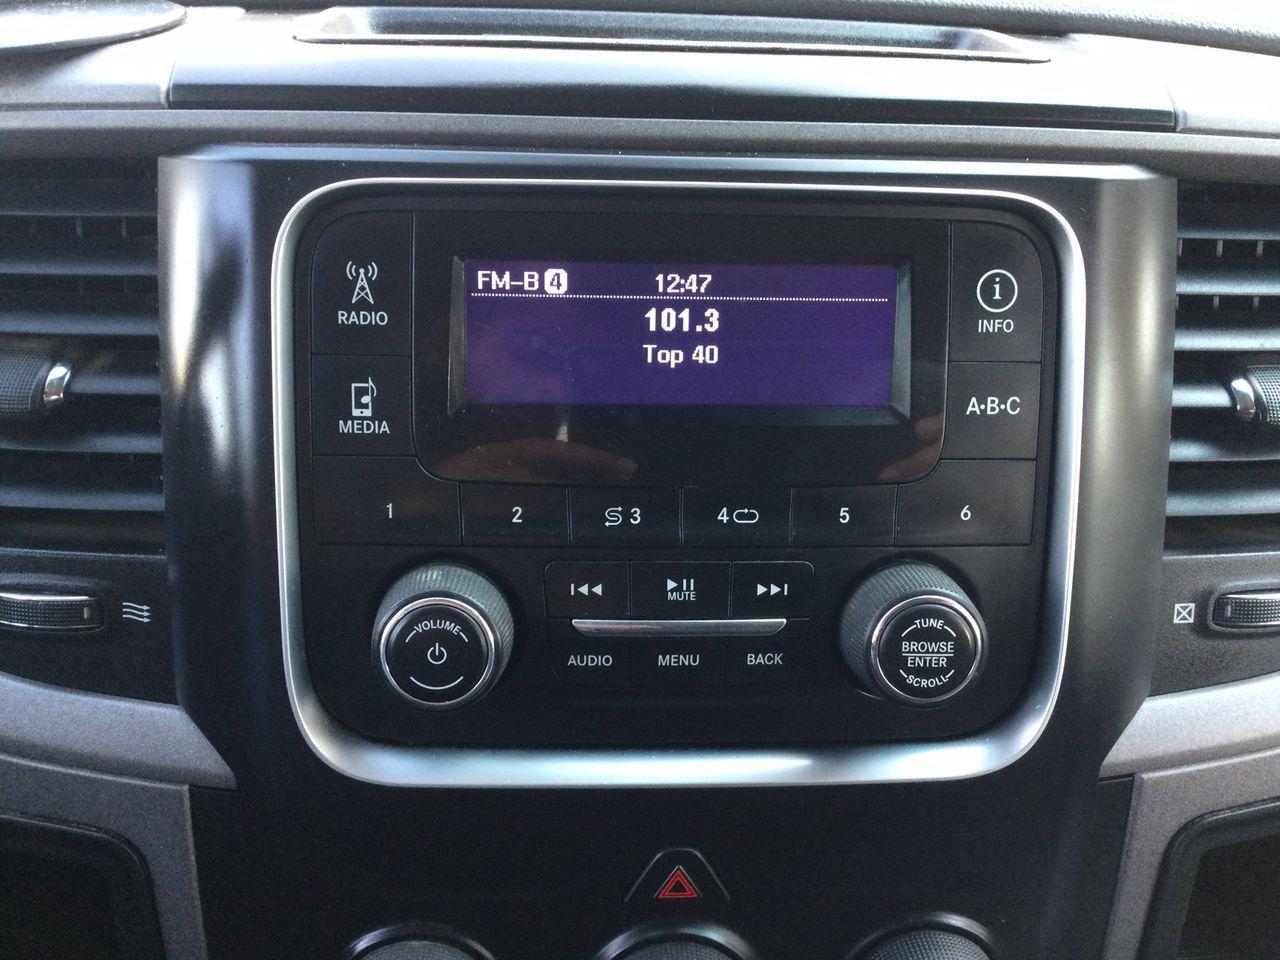 FM-B 4 12:47
101.3
Top 40
RADIO
MEDIA
INFO
A•B•C
1 2 3 4 5 6
VOLUME
MUTE
AUDIO MENU BACK
TUNE
BROWSE
ENTER
SCROLL